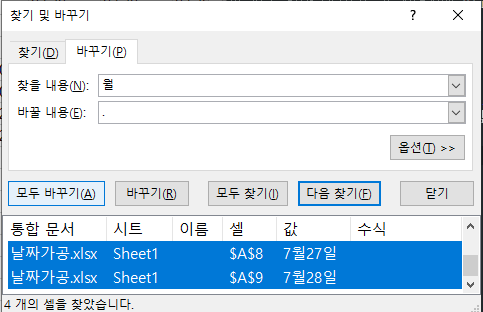 찾기 및 바꾸기
찾기(D) 바꾸기(P)
찾을 내용(N): 월
바꿀 내용(E): .
옵션(T) >>
모두 바꾸기(A) 바꾸기(R) 모두 찾기(I) 다음 찾기(F) 닫기
통합 문서 시트 이름 셀 값 수식
날짜가공.xlsx Sheet1 $A$8 7월27일
날짜가공.xlsx Sheet1 $A$9 7월28일
4 개의 셀을 찾았습니다.